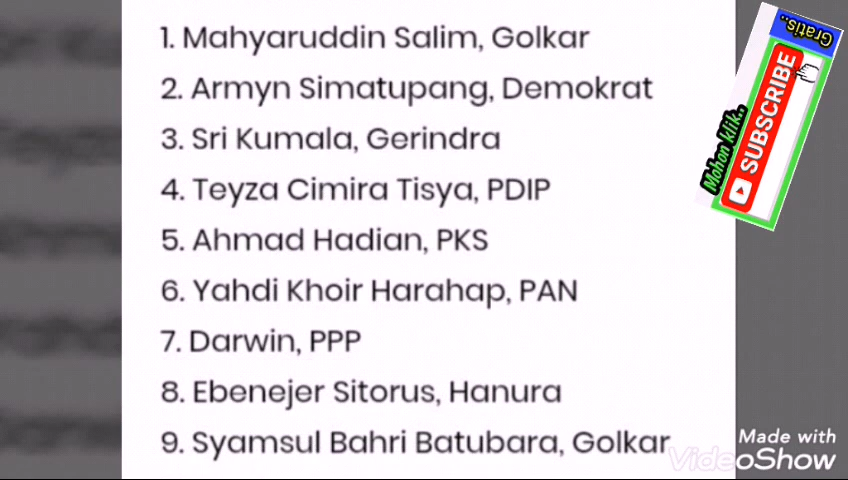 1. Mahyaruddin Salim, Golkar
2. Armyn Simatupang, Demokrat
3. Sri Kumala, Gerindra
4. Teyza Cimira Tisya, PDIP
5. Ahmad Hadian, PKS
6. Yahdi Khoir Harahap, PAN
7. Darwin, PPP
8. Ebenejer Sitorus, Hanura
9. Syamsul Bahri Batubara, Golkar
Gratis..
Mohon klik..
SUBSCRIBE
Made with
VideoShow